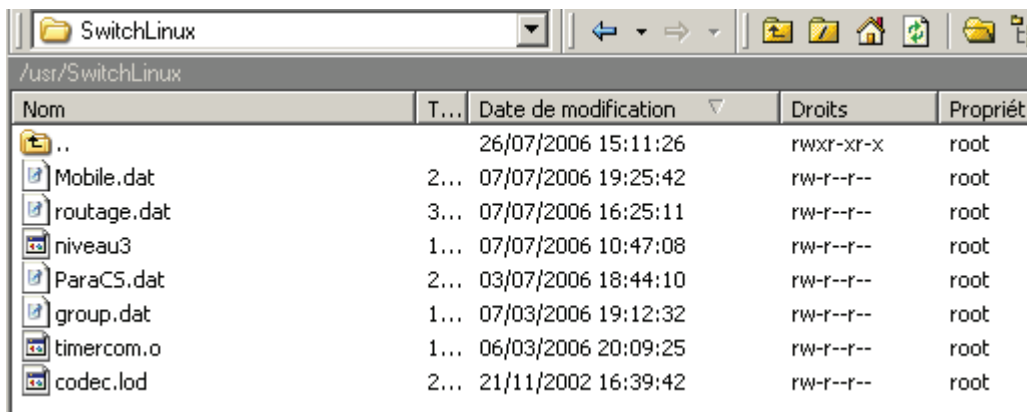 SwitchLinux
/usr/SwitchLinux
Nom T... Date de modification Droits Propriét
.. 26/07/2006 15:11:26 rwxr-xr-x root
Mobile.dat 2... 07/07/2006 19:25:42 rw-r--r-- root
routage.dat 3... 07/07/2006 16:25:11 rw-r--r-- root
niveau3 1... 07/07/2006 10:47:08 rw-r--r-- root
ParaCS.dat 2... 03/07/2006 18:44:10 rw-r--r-- root
group.dat 1... 07/03/2006 19:12:32 rw-r--r-- root
timercom.o 1... 06/03/2006 20:09:25 rw-r--r-- root
codec.lod 2... 21/11/2002 16:39:42 rw-r--r-- root